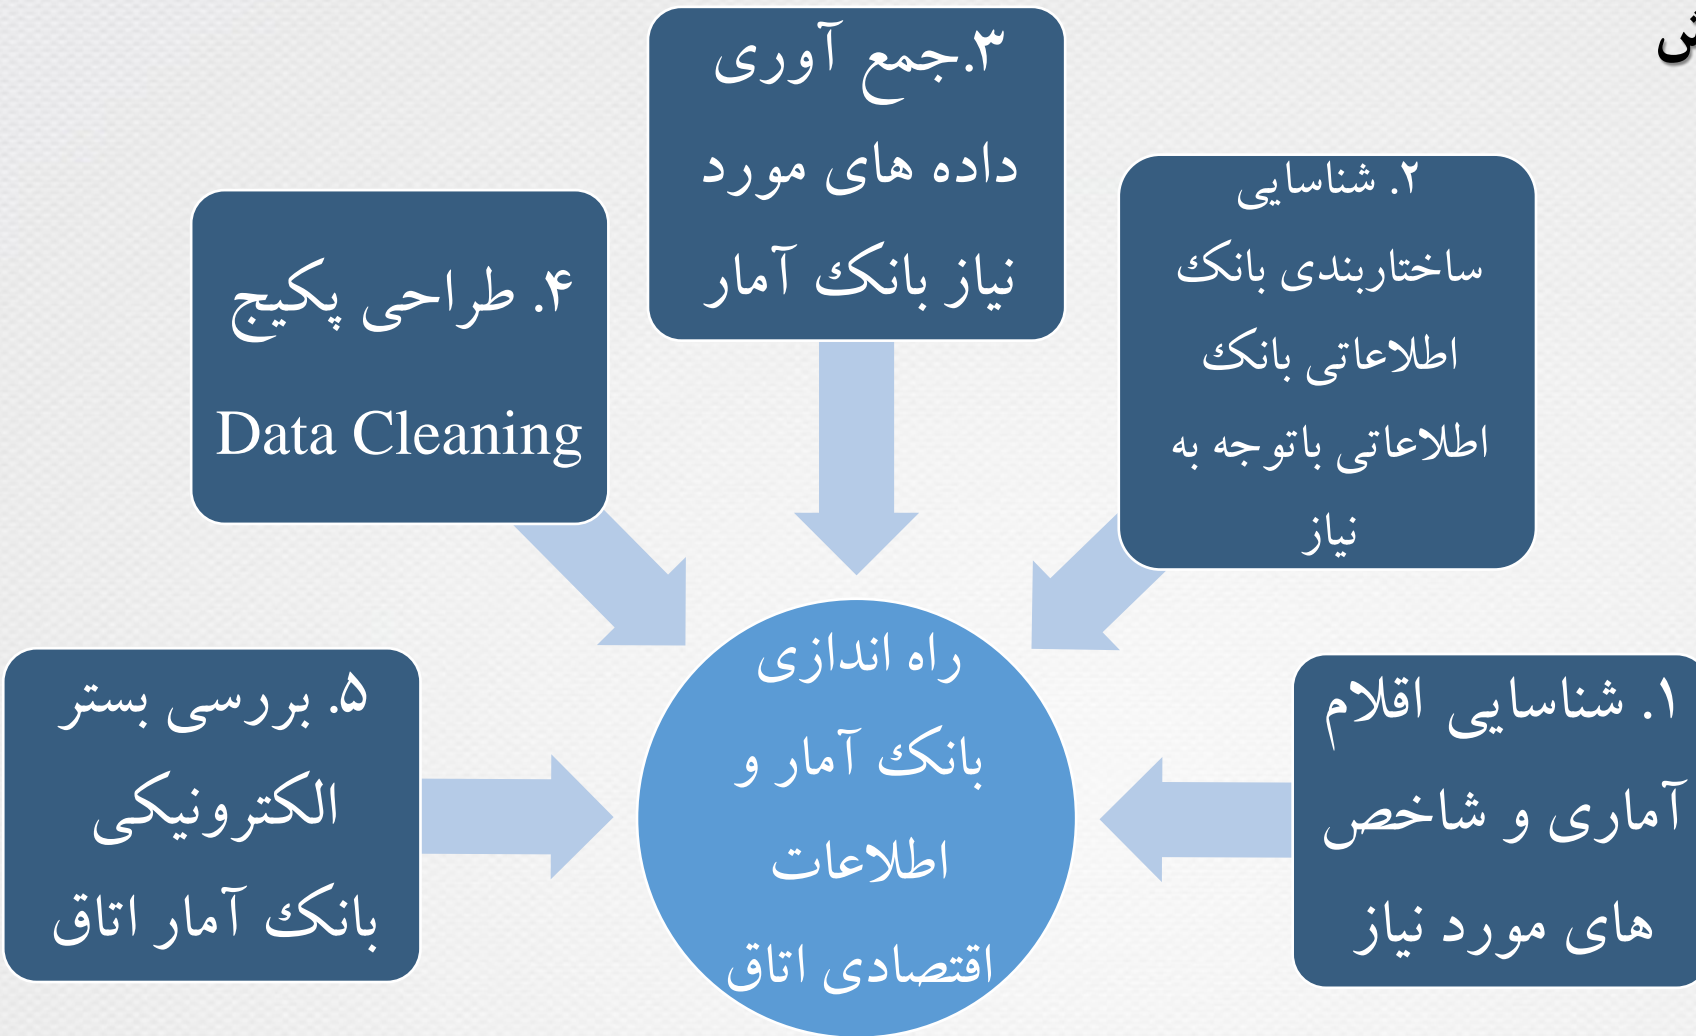 ۱. شناسایی اقلام
آماری و شاخص
های مورد نیاز
۲. شناسایی
ساختاربندی بانک
اطلاعاتی بانک
اطلاعاتی باتوجه به
نیاز
۳.جمع آوری
داده های مورد
نیاز بانک آمار
۴. طراحی پکیج
Data Cleaning
۵. بررسی بستر
الکترونیکی
بانک آمار اتاق
راه اندازی
بانک آمار و
اطلاعات
اقتصادی اتاق